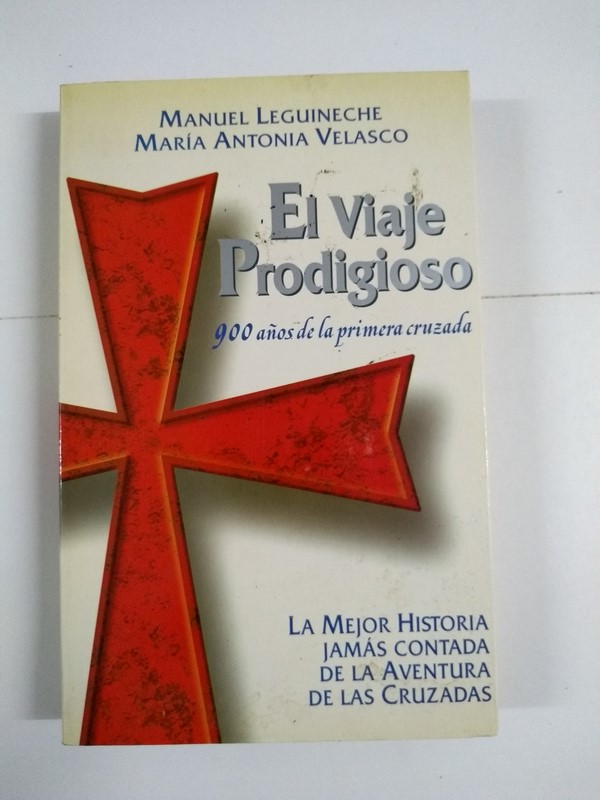 MANUEL LEGUINECHE
MARÍA ANTONIA VELASCO
El Viaje
Prodigioso
900 años de la primera cruzada
LA MEJOR HISTORIA
JAMÁS CONTADA
DE LA AVENTURA
DE LAS CRUZADAS